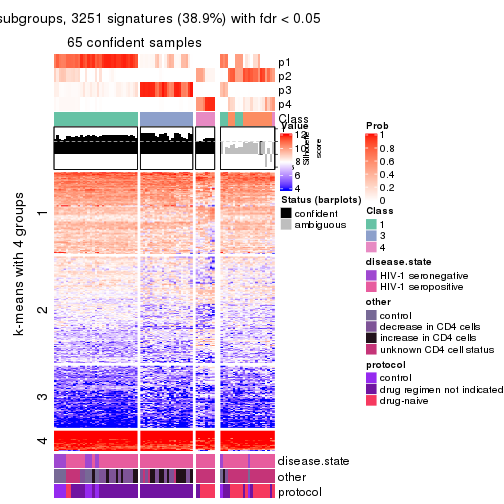 subgroups, 3251 signatures (38.9%) with fdr < 0.05
65 confident samples
p1
p2
p3
p4
Class
Value
12
10
8
6
4
Silhouette
score
Prob
1
0.8
0.6
0.4
0.2
0
Status (barplots)
confident
ambiguous
Class
1
3
4
disease.state
HIV-1 seronegative
HIV-1 seropositive
other
control
decrease in CD4 cells
increase in CD4 cells
unknown CD4 cell status
protocol
control
drug regimen not indicated
drug-naive
k-means with 4 groups
1
2
3
4
disease.state
other
protocol